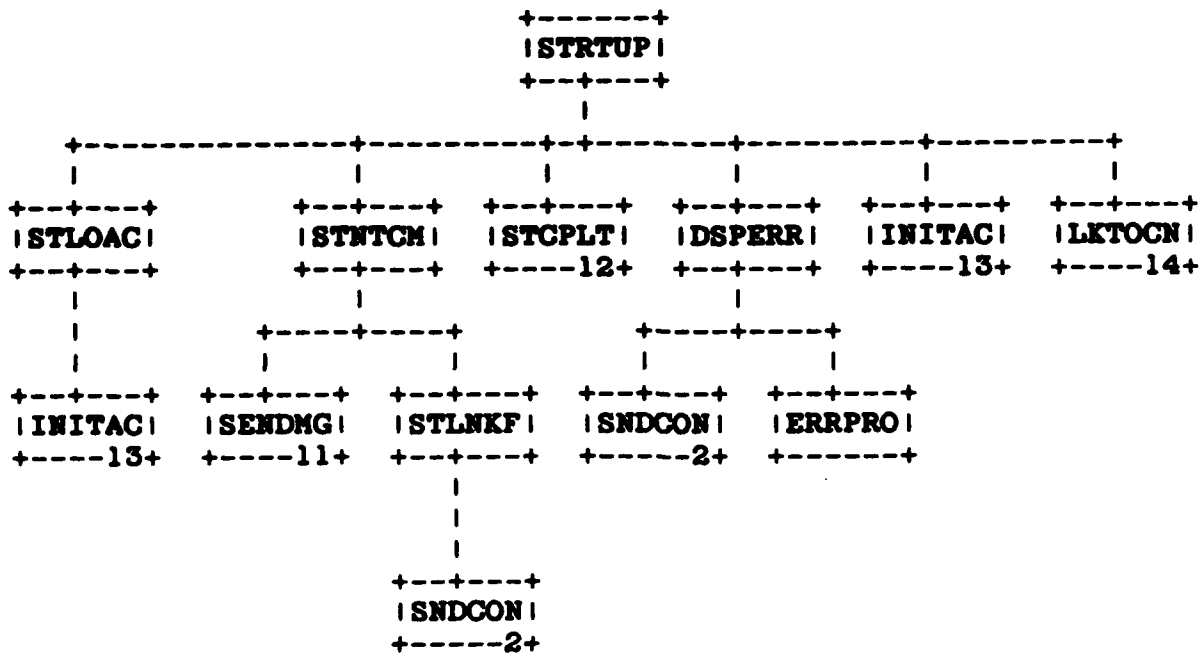 STRTUP
STLOAC STNTCM STCPLT DSPERR INITAC LKTOCN
12 13 14
INITAC SENDMG STLNKF SNDCON ERRPRO
13 11 2
SNDCON
2